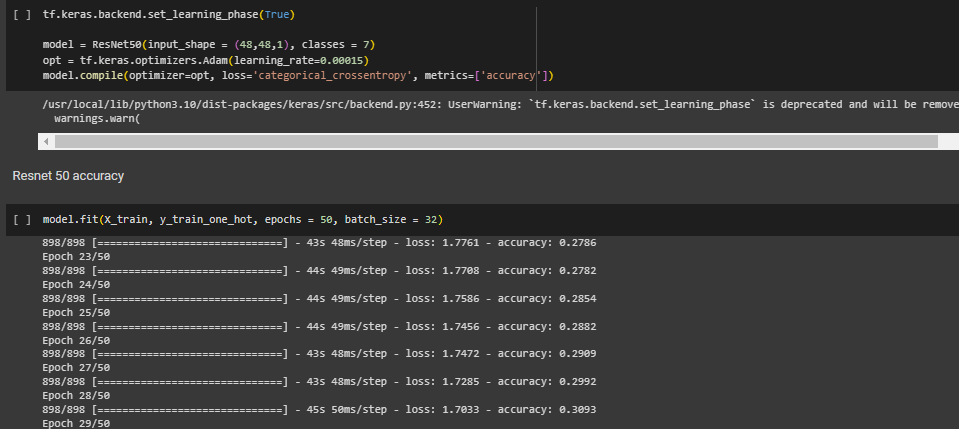 [ ] tf.keras.backend.set_learning_phase(True)
model = ResNet50(input_shape = (48,48,1), classes = 7)
opt = tf.keras.optimizers.Adam(learning_rate=0.00015)
model.compile(optimizer=opt, loss='categorical_crossentropy', metrics=['accuracy'])
/usr/local/lib/python3.10/dist-packages/keras/src/backend.py:452: UserWarning: `tf.keras.backend.set_learning_phase` is deprecated and will be remove
warnings.warn(
Resnet 50 accuracy
[ ] model.fit(X_train, y_train_one_hot, epochs = 50, batch_size = 32)
898/898 [==============================] - 43s 48ms/step - loss: 1.7761 - accuracy: 0.2786
Epoch 23/50
898/898 [==============================] - 44s 49ms/step - loss: 1.7708 - accuracy: 0.2782
Epoch 24/50
898/898 [==============================] - 44s 49ms/step - loss: 1.7586 - accuracy: 0.2854
Epoch 25/50
898/898 [==============================] - 44s 49ms/step - loss: 1.7456 - accuracy: 0.2882
Epoch 26/50
898/898 [==============================] - 43s 48ms/step - loss: 1.7472 - accuracy: 0.2909
Epoch 27/50
898/898 [==============================] - 43s 48ms/step - loss: 1.7285 - accuracy: 0.2992
Epoch 28/50
898/898 [==============================] - 45s 50ms/step - loss: 1.7033 - accuracy: 0.3093
Epoch 29/50